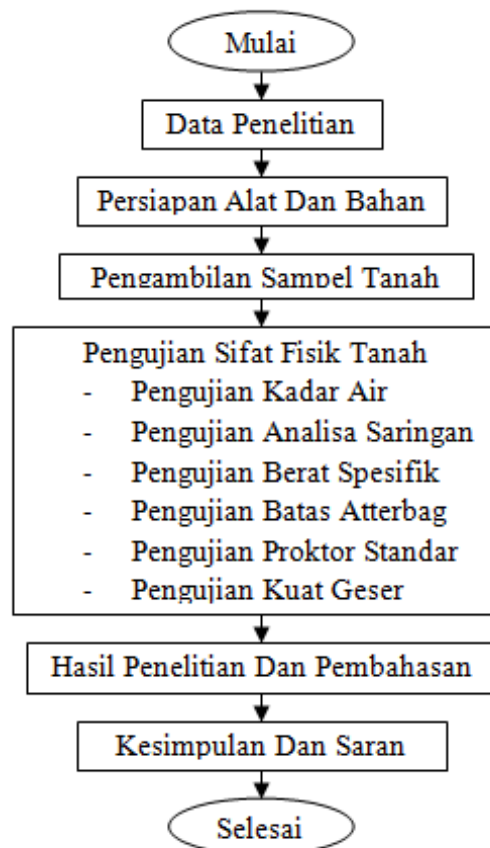 Mulai
Data Penelitian
Persiapan Alat Dan Bahan
Pengambilan Sampel Tanah
Pengujian Sifat Fisik Tanah
- Pengujian Kadar Air
- Pengujian Analisa Saringan
- Pengujian Berat Spesifik
- Pengujian Batas Atterbag
- Pengujian Proktor Standar
- Pengujian Kuat Geser
Hasil Penelitian Dan Pembahasan
Kesimpulan Dan Saran
Selesai